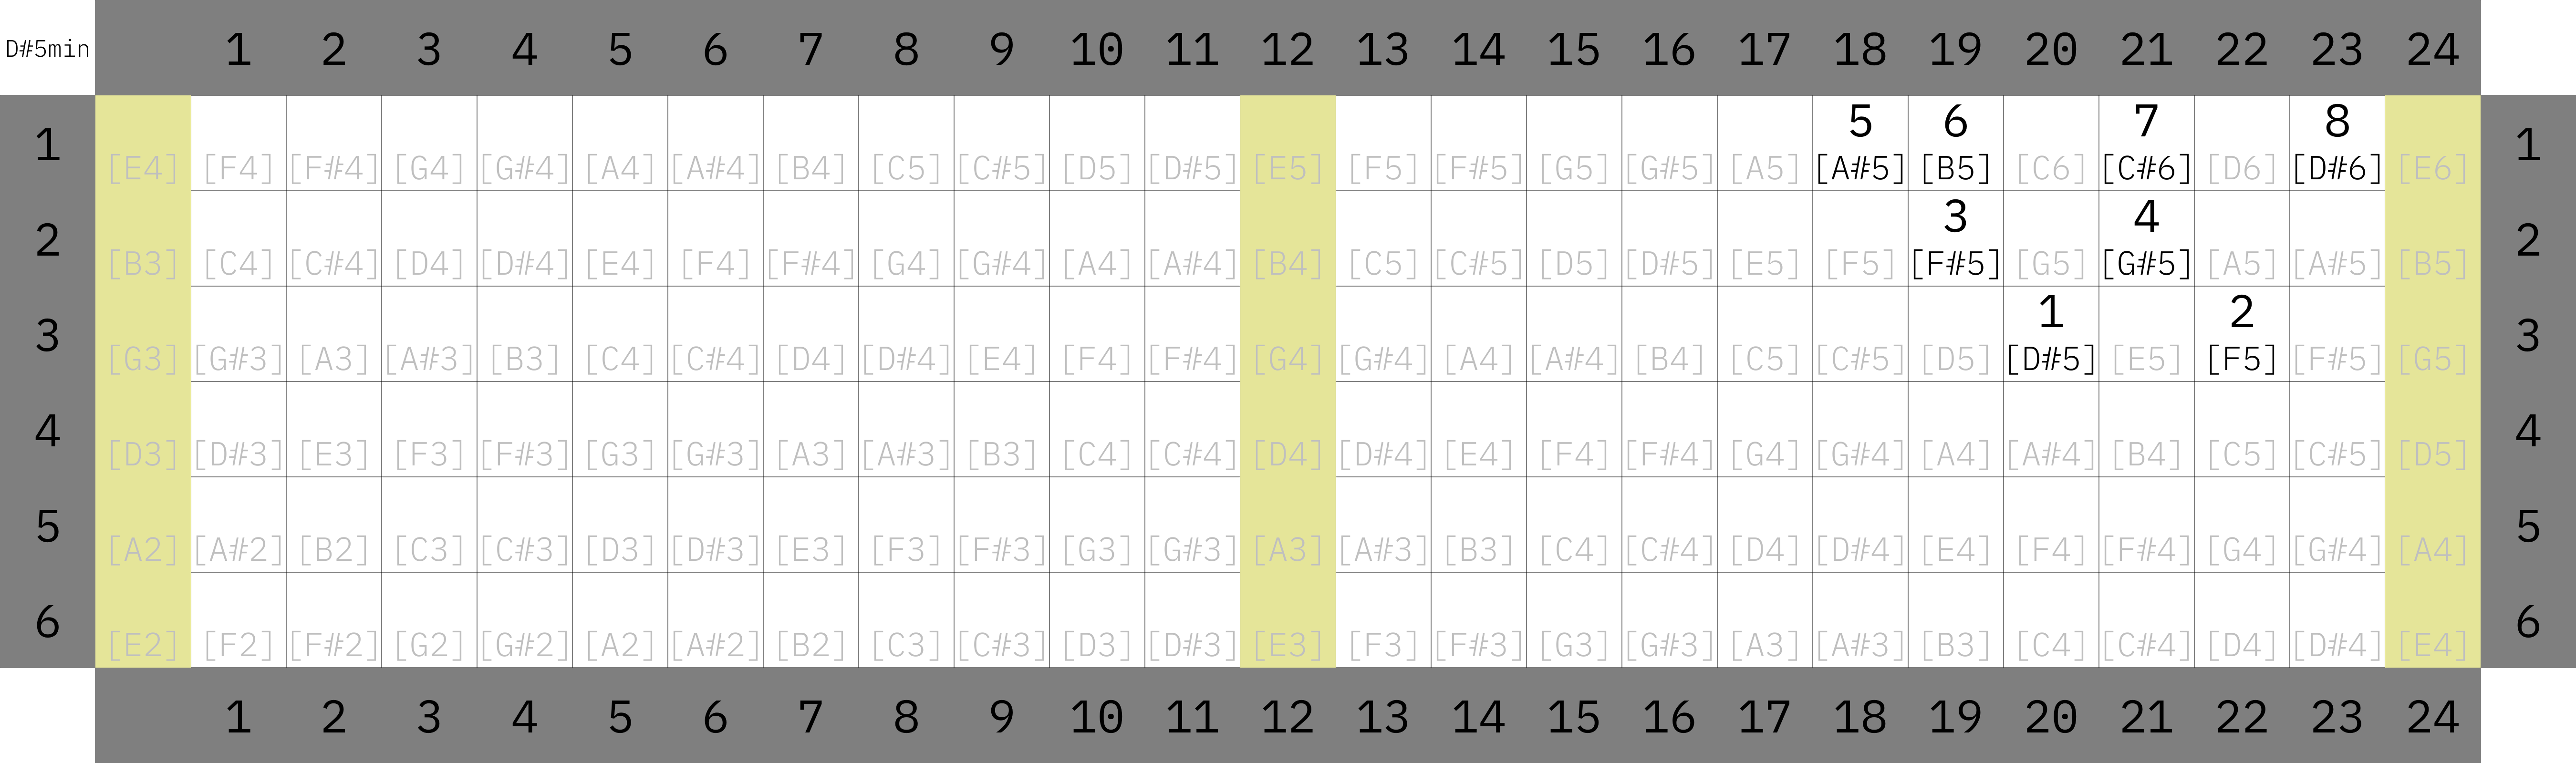 D#5min 1 2 3 4 5 6 7 8 9 10 11 12 13 14 15 16 17 18 19 20 21 22 23 24
5 6 7 8
1 [E4] [F4] [F#4] [G4] [G#4] [A4] [A#4] [B4] [C5] [C#5] [D5] [D#5] [E5] [F5] [F#5] [G5] [G#5] [A5] [A#5] [B5] [C6] [C#6] [D6] [D#6] [E6] 1
3 4
2 [B3] [C4] [C#4] [D4] [D#4] [E4] [F4] [F#4] [G4] [G#4] [A4] [A#4] [B4] [C5] [C#5] [D5] [D#5] [E5] [F5] [F#5] [G5] [G#5] [A5] [A#5] [B5] 2
1 2
3 [G3] [G#3] [A3] [A#3] [B3] [C4] [C#4] [D4] [D#4] [E4] [F4] [F#4] [G4] [G#4] [A4] [A#4] [B4] [C5] [C#5] [D5] [D#5] [E5] [F5] [F#5] [G5] 3
4 [D3] [D#3] [E3] [F3] [F#3] [G3] [G#3] [A3] [A#3] [B3] [C4] [C#4] [D4] [D#4] [E4] [F4] [F#4] [G4] [G#4] [A4] [A#4] [B4] [C5] [C#5] [D5] 4
5 [A2] [A#2] [B2] [C3] [C#3] [D3] [D#3] [E3] [F3] [F#3] [G3] [G#3] [A3] [A#3] [B3] [C4] [C#4] [D4] [D#4] [E4] [F4] [F#4] [G4] [G#4] [A4] 5
6 [E2] [F2] [F#2] [G2] [G#2] [A2] [A#2] [B2] [C3] [C#3] [D3] [D#3] [E3] [F3] [F#3] [G3] [G#3] [A3] [A#3] [B3] [C4] [C#4] [D4] [D#4] [E4] 6
1 2 3 4 5 6 7 8 9 10 11 12 13 14 15 16 17 18 19 20 21 22 23 24